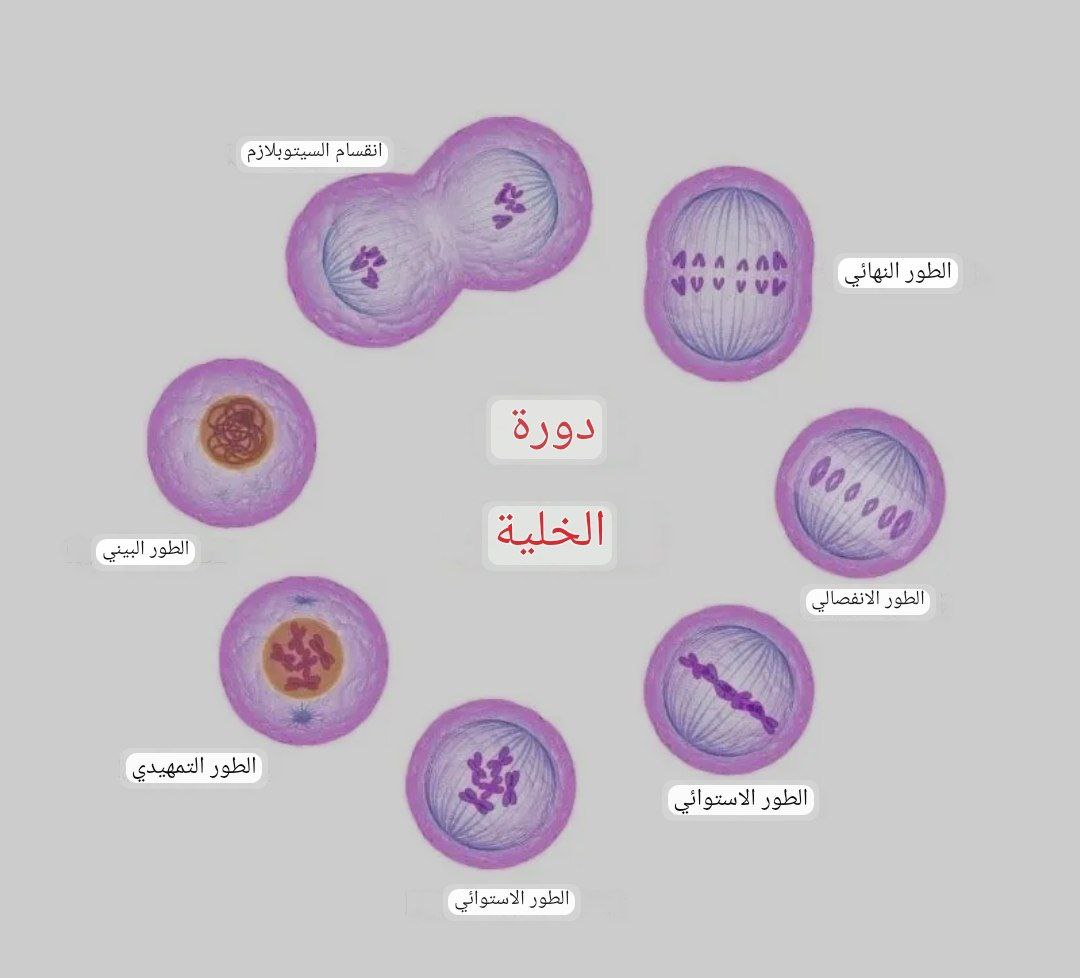 انقسام السيتوبلازم
الطور النهائي
دورة
الخلية
الطور البيني
الطور الانفصالي
الطور التمهيدي
الطور الاستوائي
الطور الاستوائي